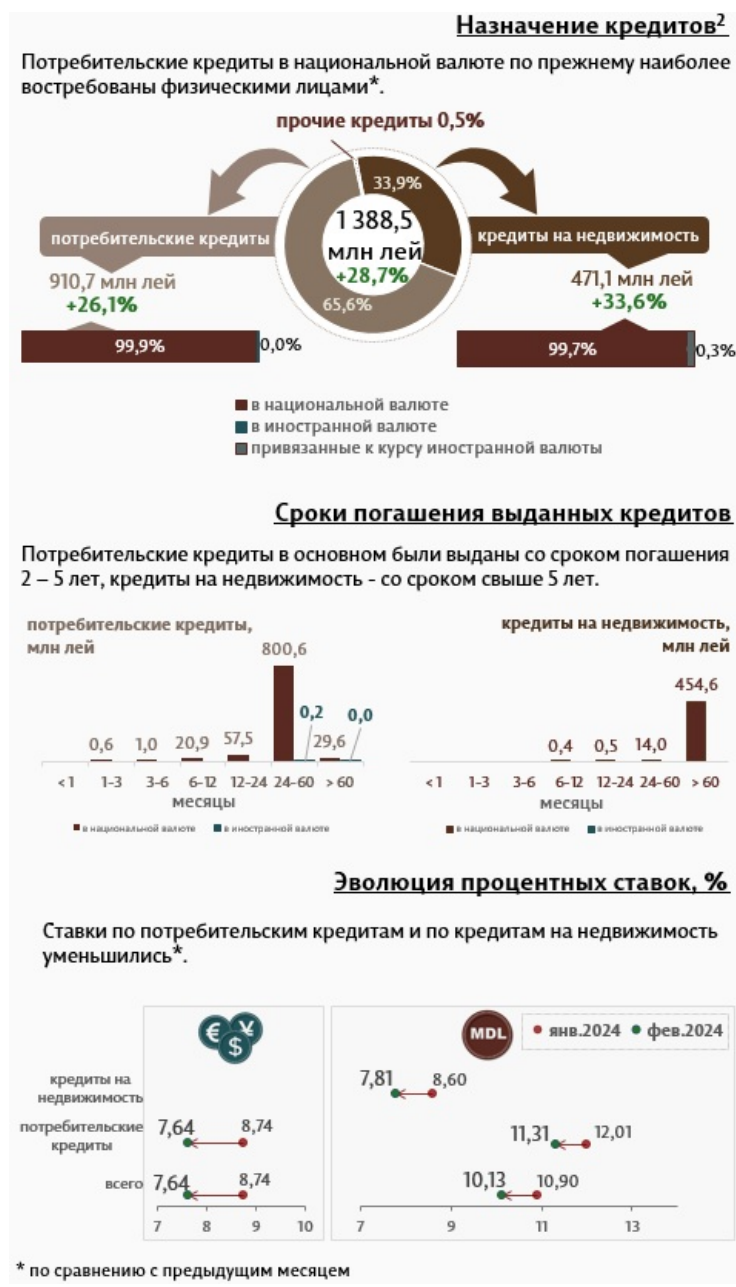 Назначение кредитов2
Потребительские кредиты в национальной валюте по прежнему наиболее
востребованы физическими лицами*.
прочие кредиты 0,5%
33,9%
1 388,5
млн лей
+28,7%
65,6%
потребительские кредиты
910,7 млн лей
+26,1%
99,9%
0,0%
кредиты на недвижимость
471,1 млн лей
+33,6%
99,7%
0,3%
в национальной валюте
в иностранной валюте
привязанные к курсу иностранной валюты
Сроки погашения выданных кредитов
Потребительские кредиты в основном были выданы со сроком погашения
2 – 5 лет, кредиты на недвижимость - со сроком свыше 5 лет.
потребительские кредиты,
млн лей
800,6
0,2 0,0
0,6 1,0 20,9 57,5 29,6
<1 1-3 3-6 6-12 12-24 24-60 >60
месяцы
в национальной валюте в иностранной валюте
кредиты на недвижимость,
млн лей
454,6
0,4 0,5 14,0
<1 1-3 3-6 6-12 12-24 24-60 >60
месяцы
в национальной валюте в иностранной валюте
Эволюция процентных ставок, %
Ставки по потребительским кредитам и по кредитам на недвижимость
уменьшились*.
€ ¥ $
MDL
янв.2024 фев.2024
кредиты на
недвижимость
7,81 8,60
потребительские
кредиты
7,64 8,74
11,31 12,01
всего
7,64 8,74
10,13 10,90
7 8 9 10
7 9 11 13
* по сравнению с предыдущим месяцем